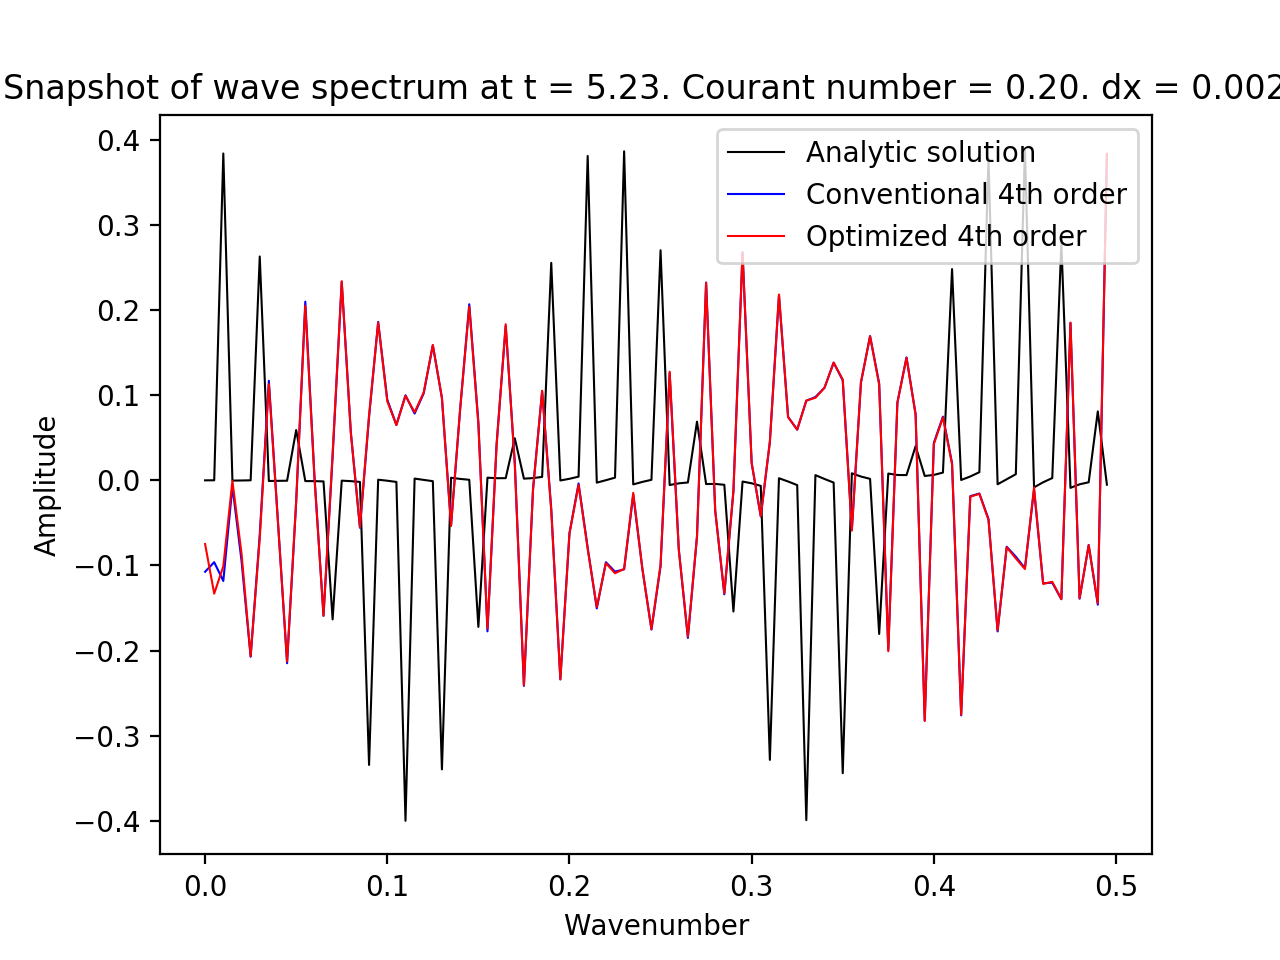 Snapshot of wave spectrum at t = 5.23. Courant number = 0.20. dx = 0.002
Analytic solution
Conventional 4th order
Optimized 4th order
0.4
0.3
0.2
0.1
0.0
−0.1
−0.2
−0.3
−0.4
Amplitude
0.0 0.1 0.2 0.3 0.4 0.5
Wavenumber